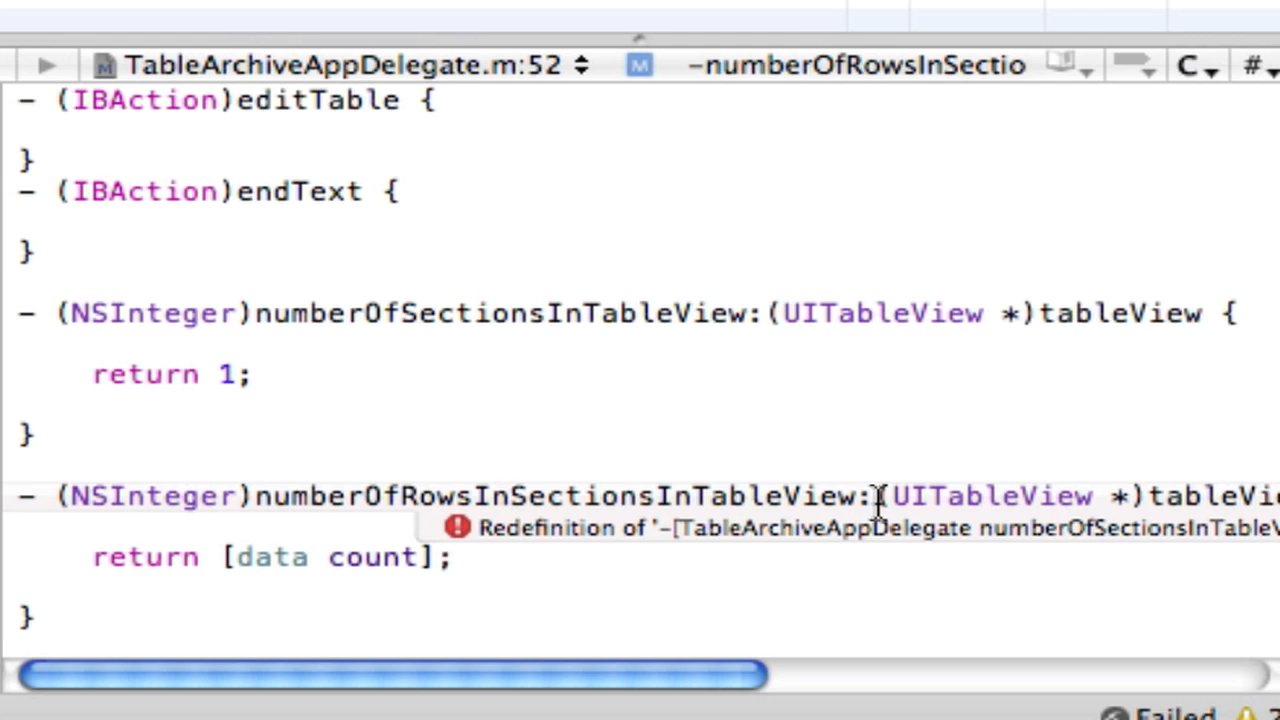 TableArchiveAppDelegate.m:52 M -numberOfRowsInSectio C #
- (IBAction)editTable {
}
- (IBAction)endText {
}
- (NSInteger)numberOfSectionsInTableView:(UITableView *)tableView {
return 1;
}
- (NSInteger)numberOfRowsInSectionsInTableView:(UITableView *)tableVie
Redefinition of '-[TableArchiveAppDelegate numberOfSectionsInTableV
return [data count];
}
Failed